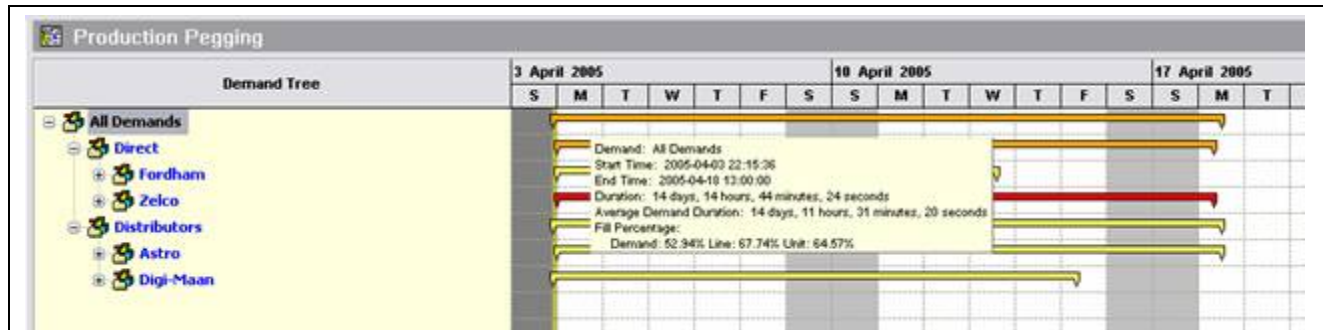 Production Pegging
Demand Tree
3 April 2005 10 April 2005 17 April 2005
S M T W T F S S M T W T F S S M T
All Demands
Direct
Fordham
Zelco
Distributors
Astro
Digi-Maan
Demand: All Demands
Start Time: 2005-04-03 22:15:36
End Time: 2005-04-18 13:00:00
Duration: 14 days, 14 hours, 44 minutes, 24 seconds
Average Demand Duration: 14 days, 11 hours, 31 minutes, 20 seconds
Fill Percentage:
Demand: 52.94% Line: 67.74% Unit: 64.57%